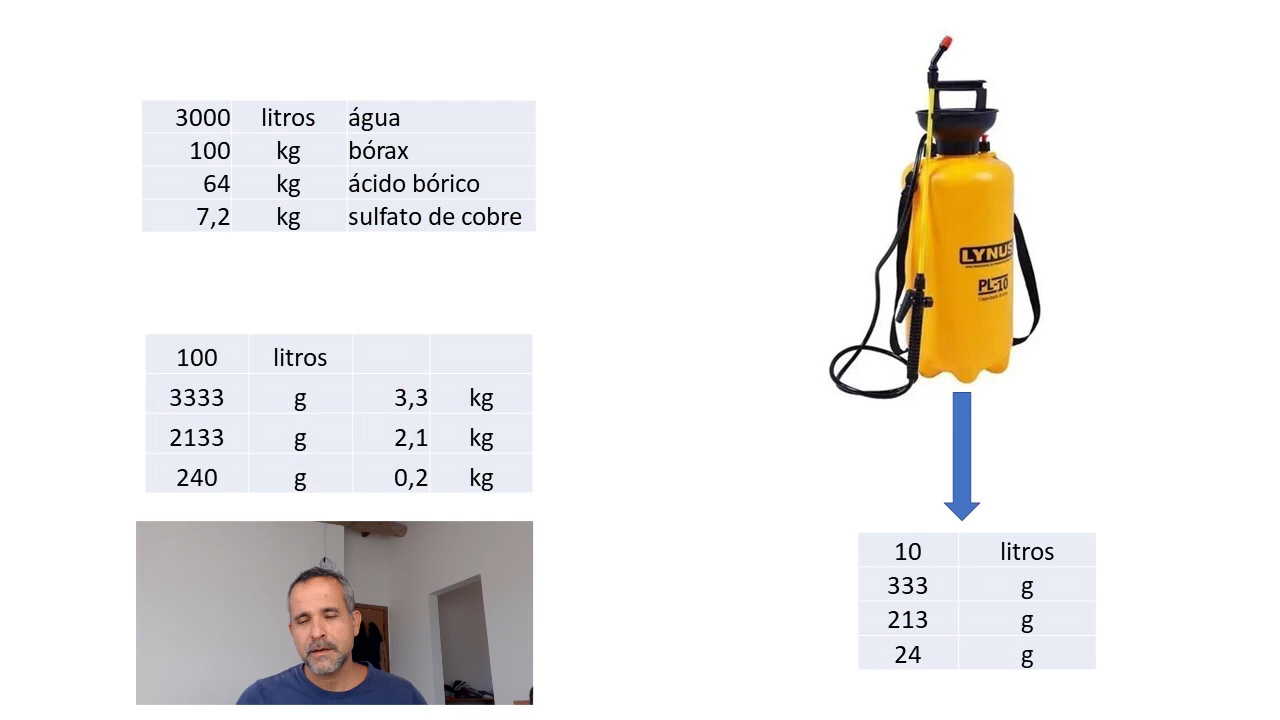 3000 litros água
100 kg bórax
64 kg ácido bórico
7,2 kg sulfato de cobre
100 litros
3333 g 3,3 kg
2133 g 2,1 kg
240 g 0,2 kg
LYNUS
PL-10
10 litros
333 g
213 g
24 g